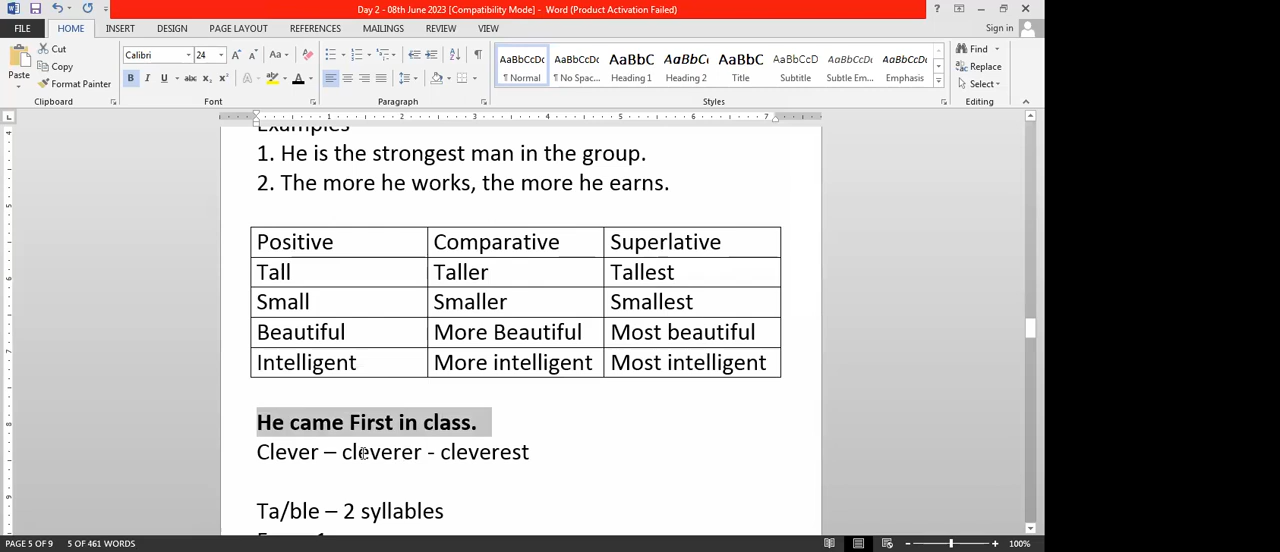 Day 2 - 08th June 2023 [Compatibility Mode] - Word (Product Activation Failed)
FILE HOME INSERT DESIGN PAGE LAYOUT REFERENCES MAILINGS REVIEW VIEW Sign in
Paste
Cut
Copy
Format Painter
Clipboard
Calibri 24
Font
Paragraph
AaBbCcDc AaBbCcDc AaBbC AaBbCc AaBbC AaBbCcD AaBbCcDc AaBbCcDc
¶ Normal ¶ No Spac... Heading 1 Heading 2 Title Subtitle Subtle Em... Emphasis
Styles
Find
Replace
Select
Editing
Examples
1. He is the strongest man in the group.
2. The more he works, the more he earns.
Positive Comparative Superlative
Tall Taller Tallest
Small Smaller Smallest
Beautiful More Beautiful Most beautiful
Intelligent More intelligent Most intelligent
He came First in class.
Clever – cleverer - cleverest
Ta/ble – 2 syllables
PAGE 5 OF 9 5 OF 461 WORDS 100%